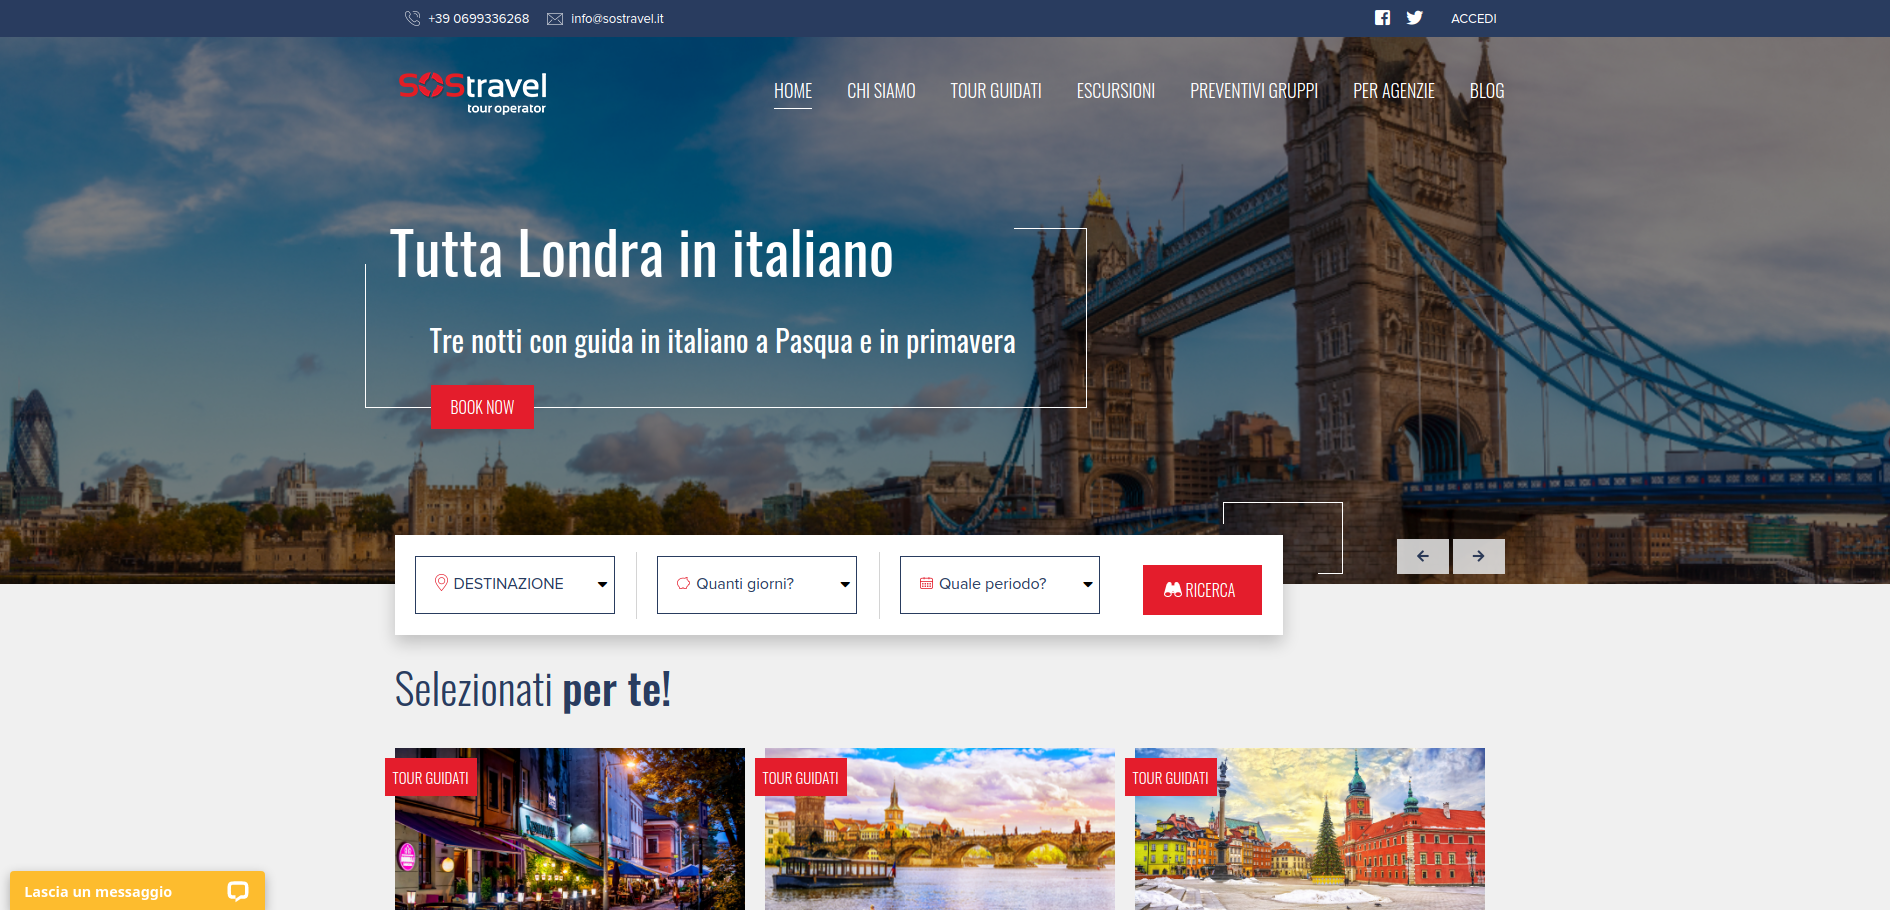 +39 0699336268
info@sostravel.it
ACCEDI
SOStravel
tour operator
HOME
CHI SIAMO
TOUR GUIDATI
ESCURSIONI
PREVENTIVI GRUPPI
PER AGENZIE
BLOG
Tutta Londra in italiano
Tre notti con guida in italiano a Pasqua e in primavera
BOOK NOW
DESTINAZIONE
Quanti giorni?
Quale periodo?
RICERCA
Selezionati per te!
TOUR GUIDATI
TOUR GUIDATI
TOUR GUIDATI
Lascia un messaggio